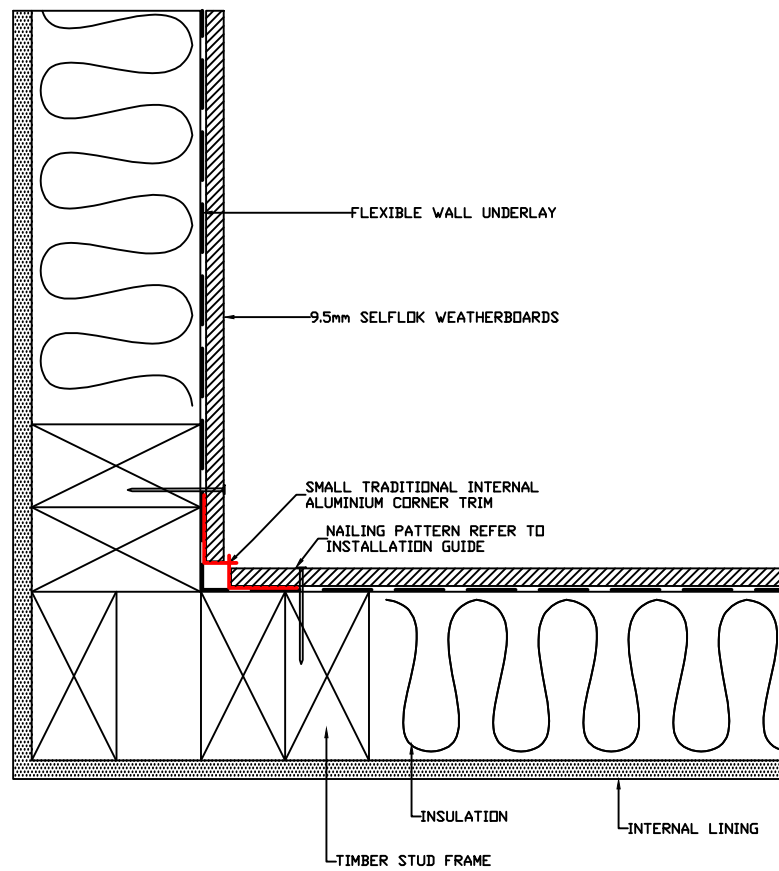 FLEXIBLE WALL UNDERLAY
9.5mm SELFLOK WEATHERBOARDS
SMALL TRADITIONAL INTERNAL
ALUMINIUM CORNER TRIM
NAILING PATTERN REFER TO
INSTALLATION GUIDE
INSULATION
INTERNAL LINING
TIMBER STUD FRAME